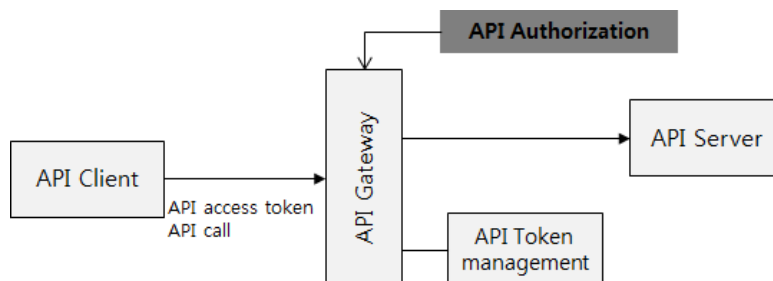 API Authorization
API Gateway
API Server
API Client
API access token
API call
API Token
management